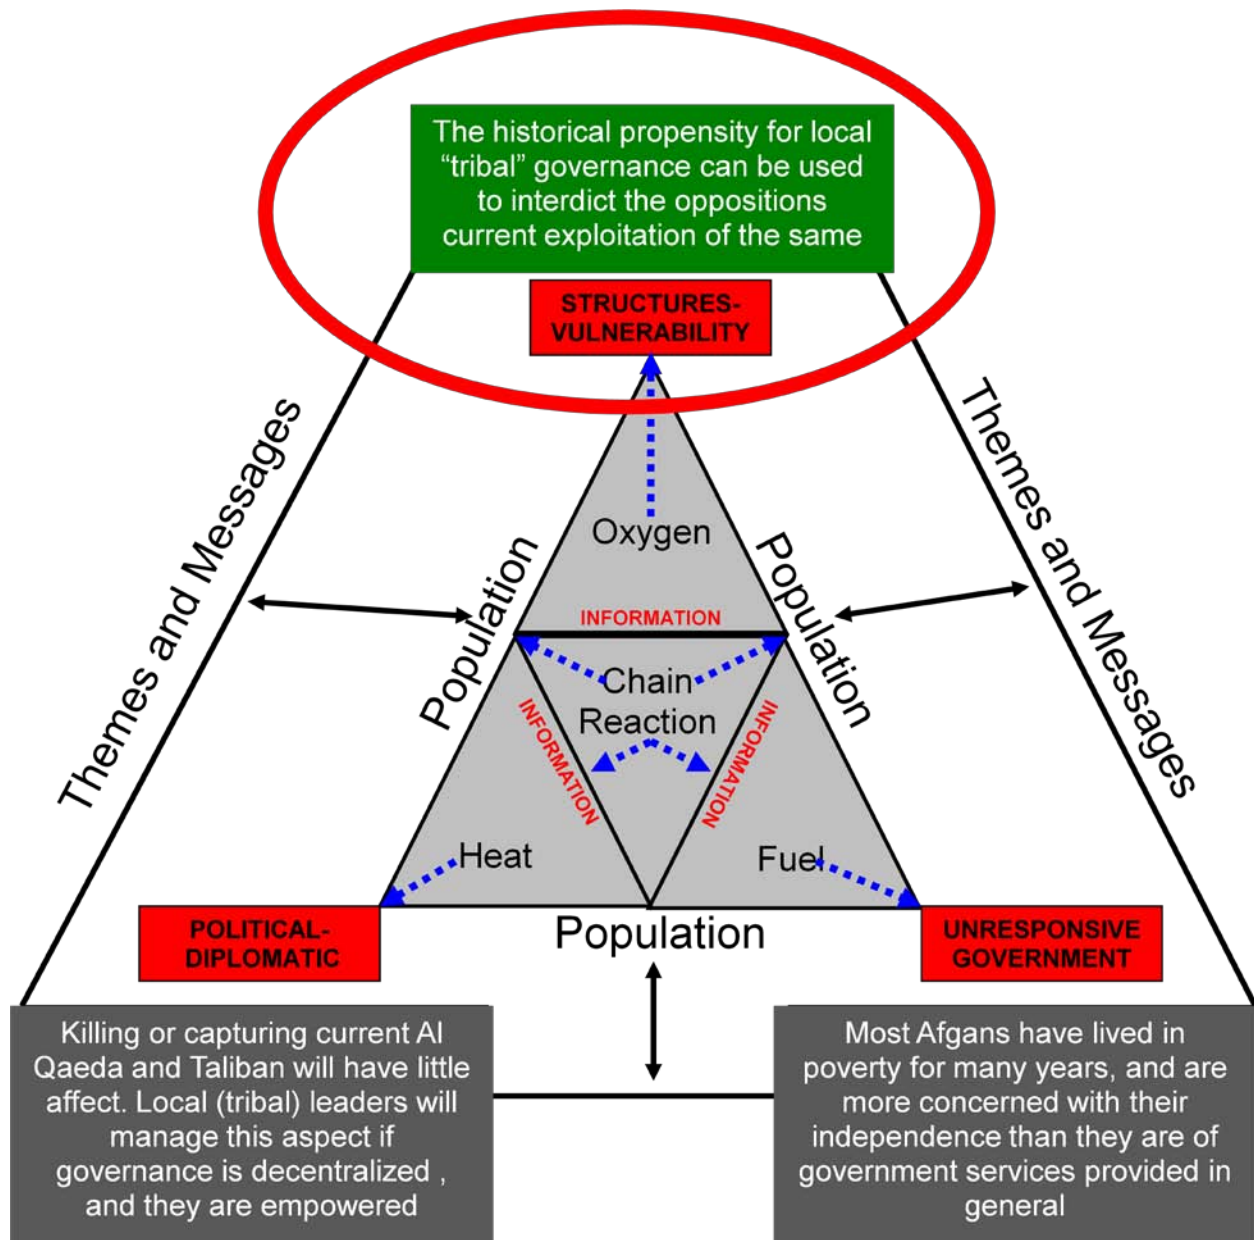 The historical propensity for local
“tribal” governance can be used
to interdict the oppositions
current exploitation of the same
STRUCTURES-
VULNERABILITY
Themes and Messages
Themes and Messages
Population
Population
Oxygen
INFORMATION
Chain
Reaction
INFORMATION
INFORMATION
Heat
Fuel
POLITICAL-
DIPLOMATIC
Population
UNRESPONSIVE
GOVERNMENT
Killing or capturing current Al
Qaeda and Taliban will have little
affect. Local (tribal) leaders will
manage this aspect if
governance is decentralized ,
and they are empowered
Most Afgans have lived in
poverty for many years, and are
more concerned with their
independence than they are of
government services provided in
general